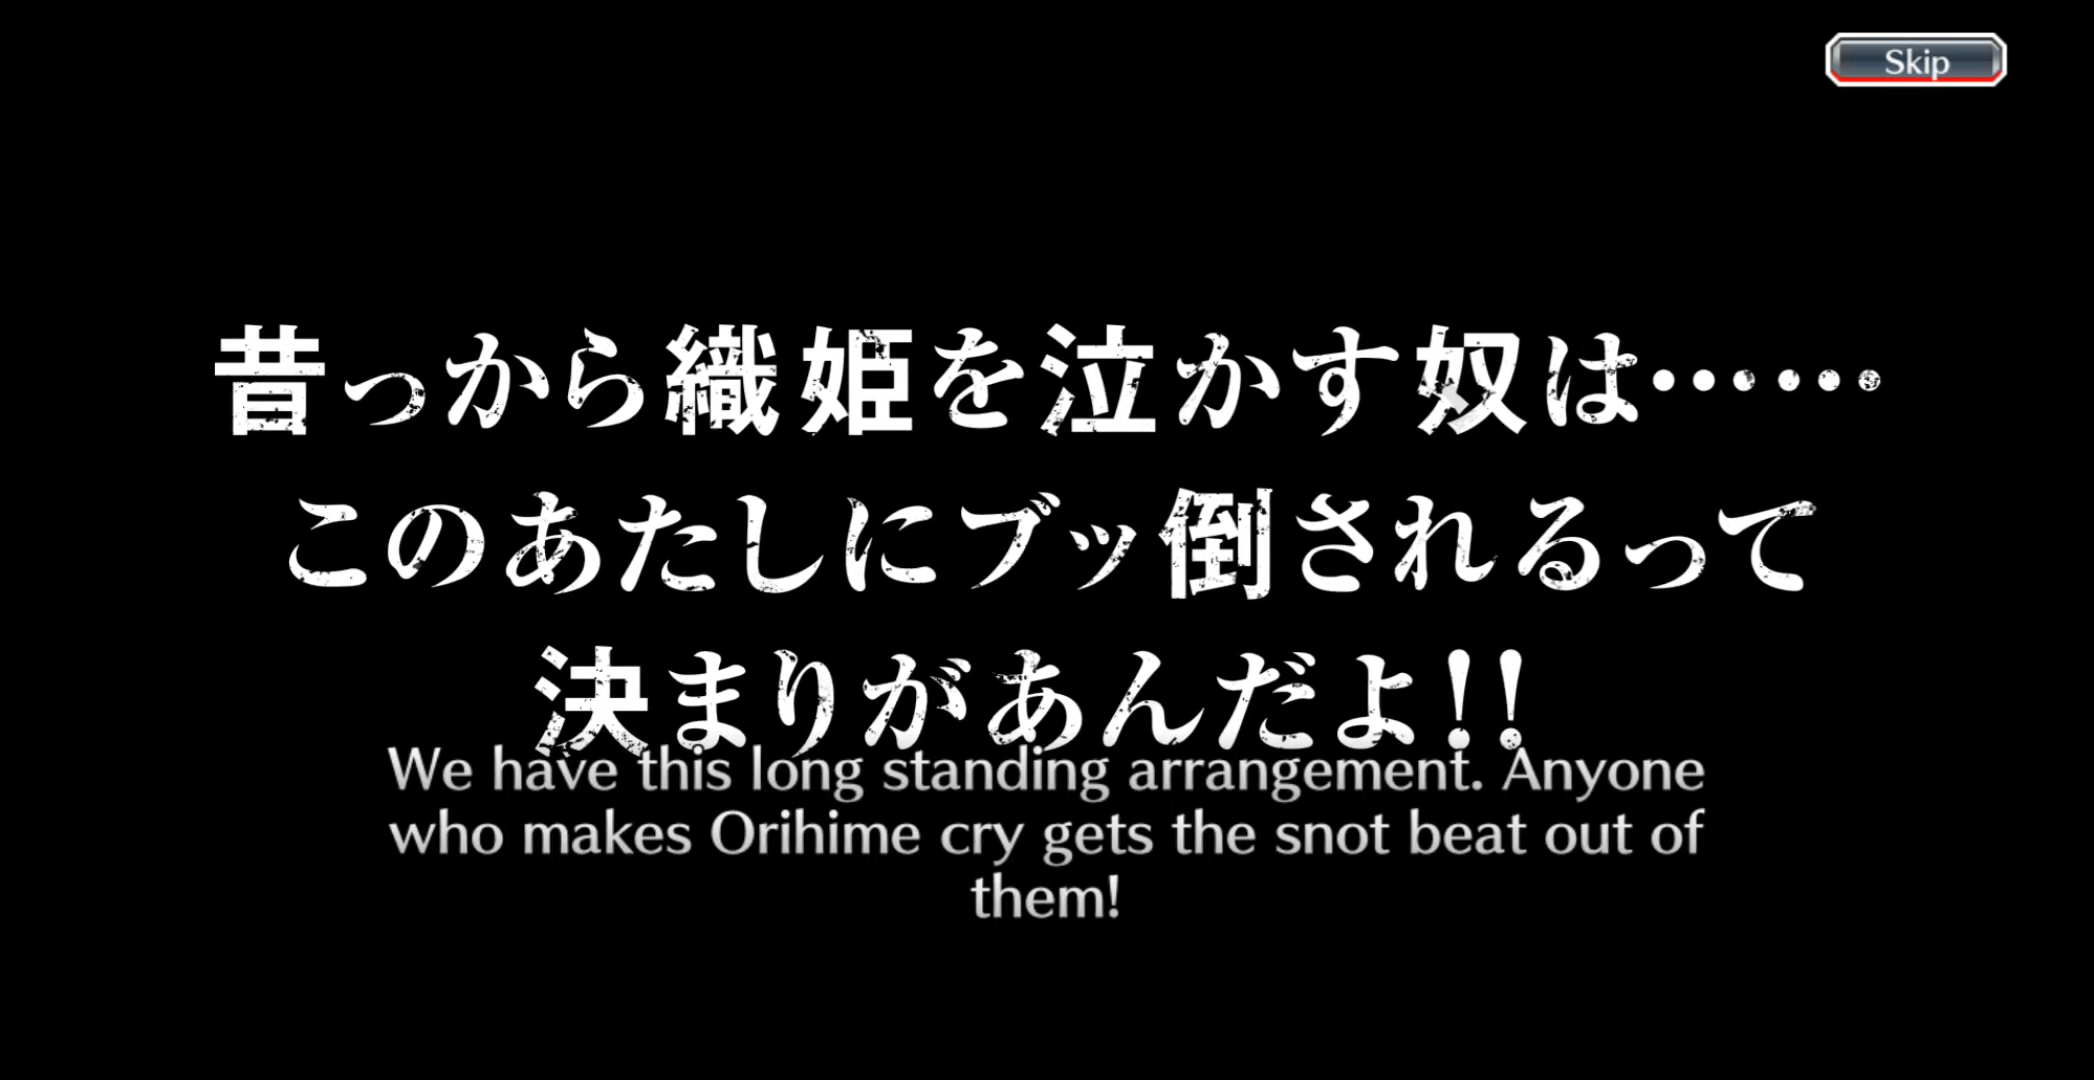 Skip
昔っから織姫を泣かす奴は……
このあたしにブッ倒されるって
決まりがあんだよ!!
We have this long standing arrangement. Anyone
who makes Orihime cry gets the snot beat out of
them!